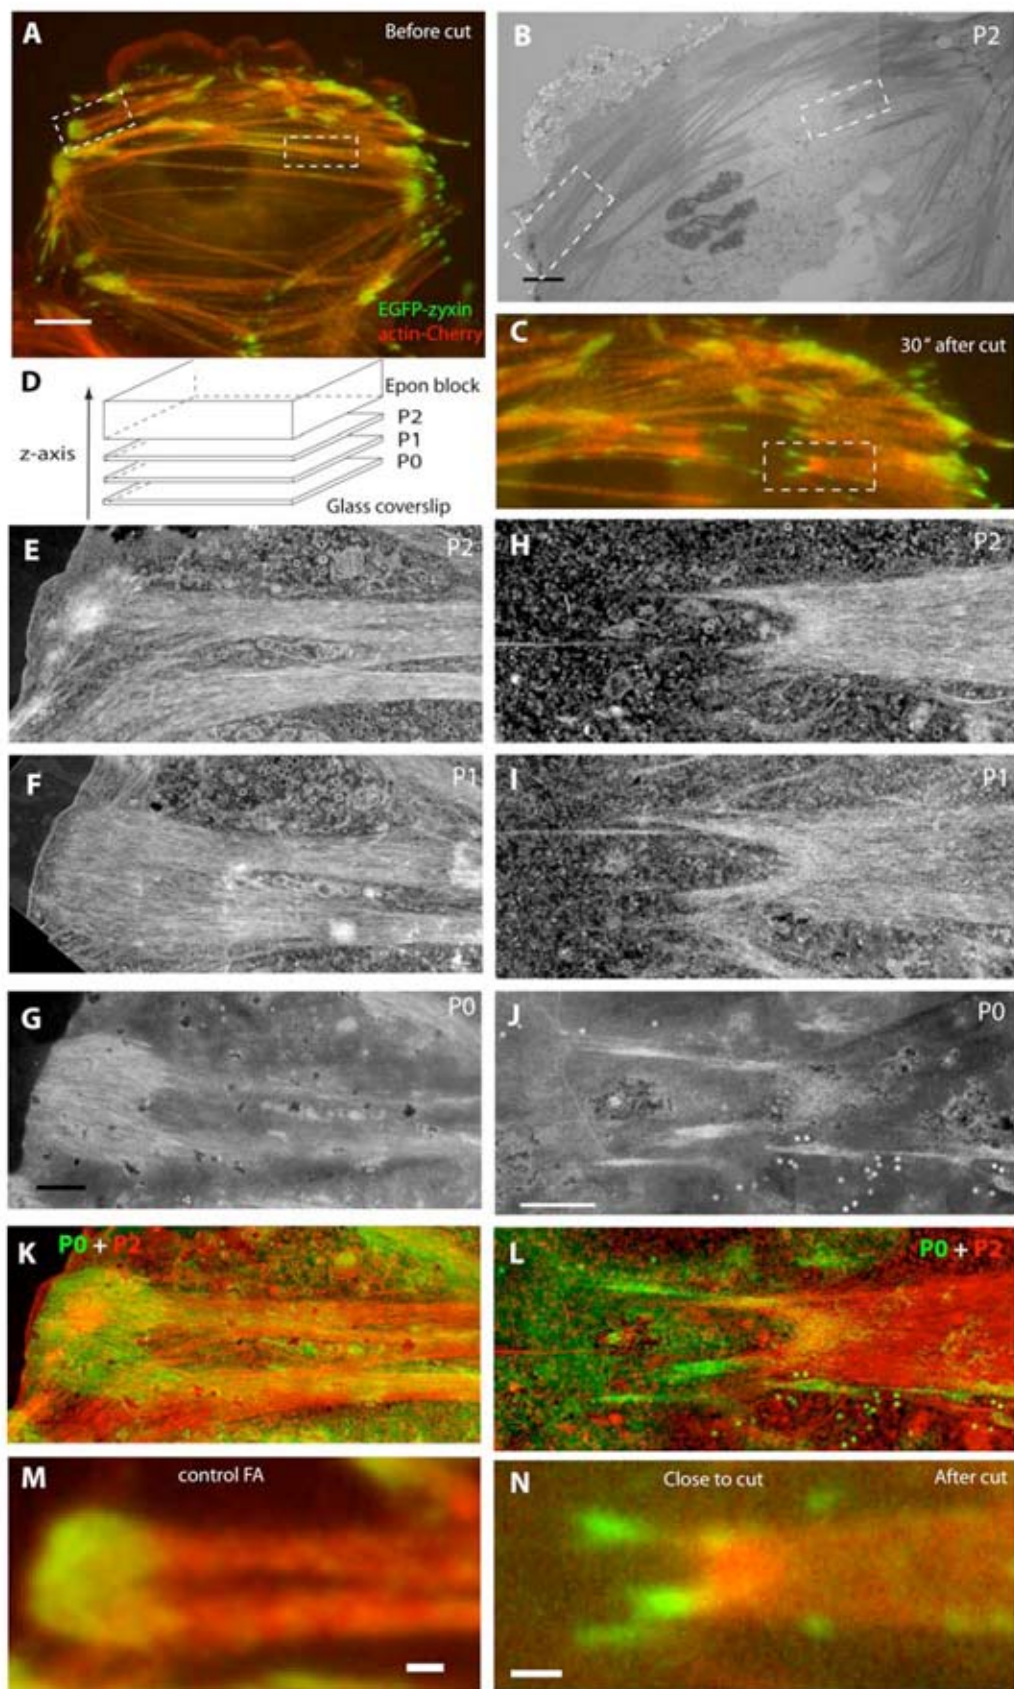 A
Before cut
EGFP-zyxin
actin-Cherry
B
P2
C
30" after cut
D
Epon block
P2
P1
P0
z-axis
Glass coverslip
E
P2
H
P2
F
P1
I
P1
G
P0
J
P0
K
P0 + P2
L
P0 + P2
M
control FA
N
Close to cut
After cut